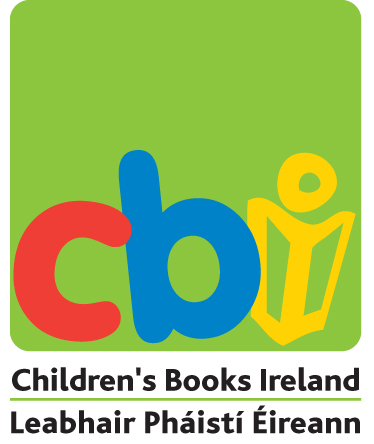 cbi
Children's Books Ireland
Leabhair Pháistí Éireann